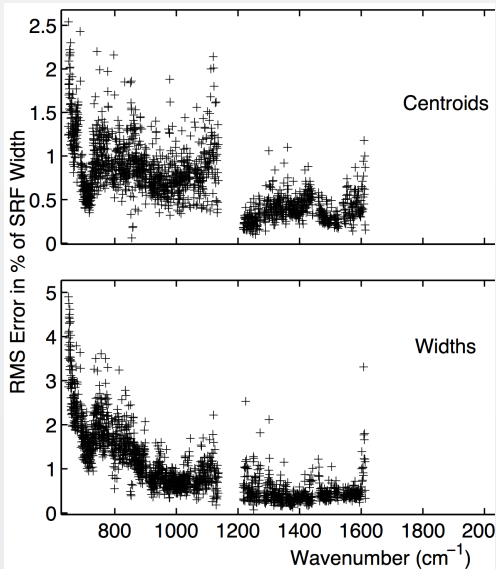 2.5
2
1.5
1
0.5
0
Centroids
RMS Error in % of SRF Width
5
4
3
2
1
0
Widths
800 1000 1200 1400 1600 1800 200
Wavenumber (cm⁻¹)